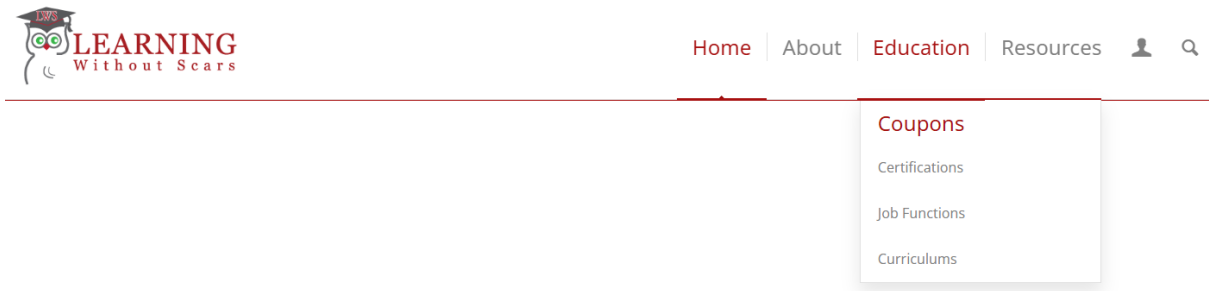 LWS
LEARNING
Without Scars
Home
About
Education
Resources
Coupons
Certifications
Job Functions
Curriculums